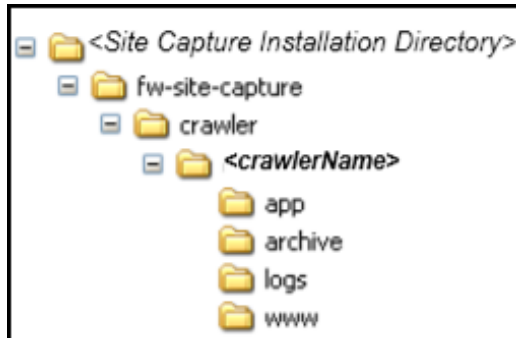 <Site Capture Installation Directory>
fw-site-capture
crawler
<crawlerName>
app
archive
logs
www